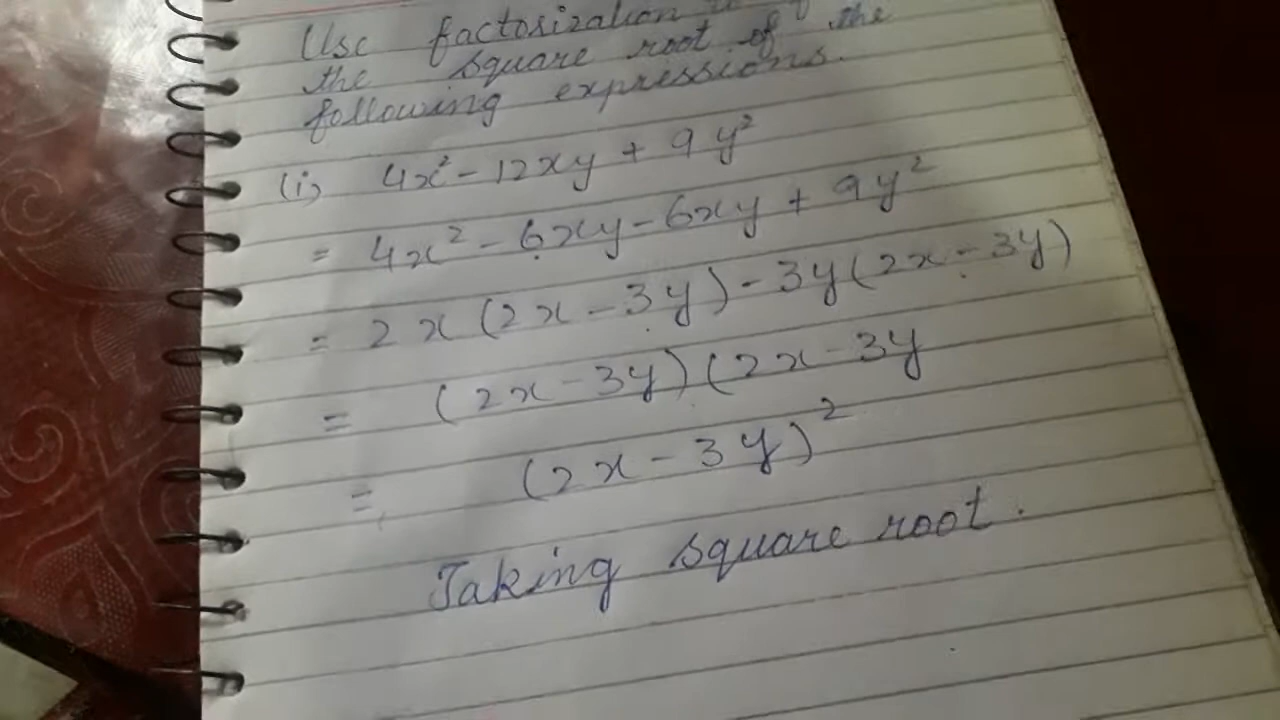 Use factorization to
the square root of the
following expressions.
(i) 4x² - 12xy + 9y²
= 4x² - 6xy - 6xy + 9y²
= 2x (2x - 3y) - 3y (2x - 3y)
= (2x - 3y) (2x - 3y
= (2x - 3y)²
Taking square root.